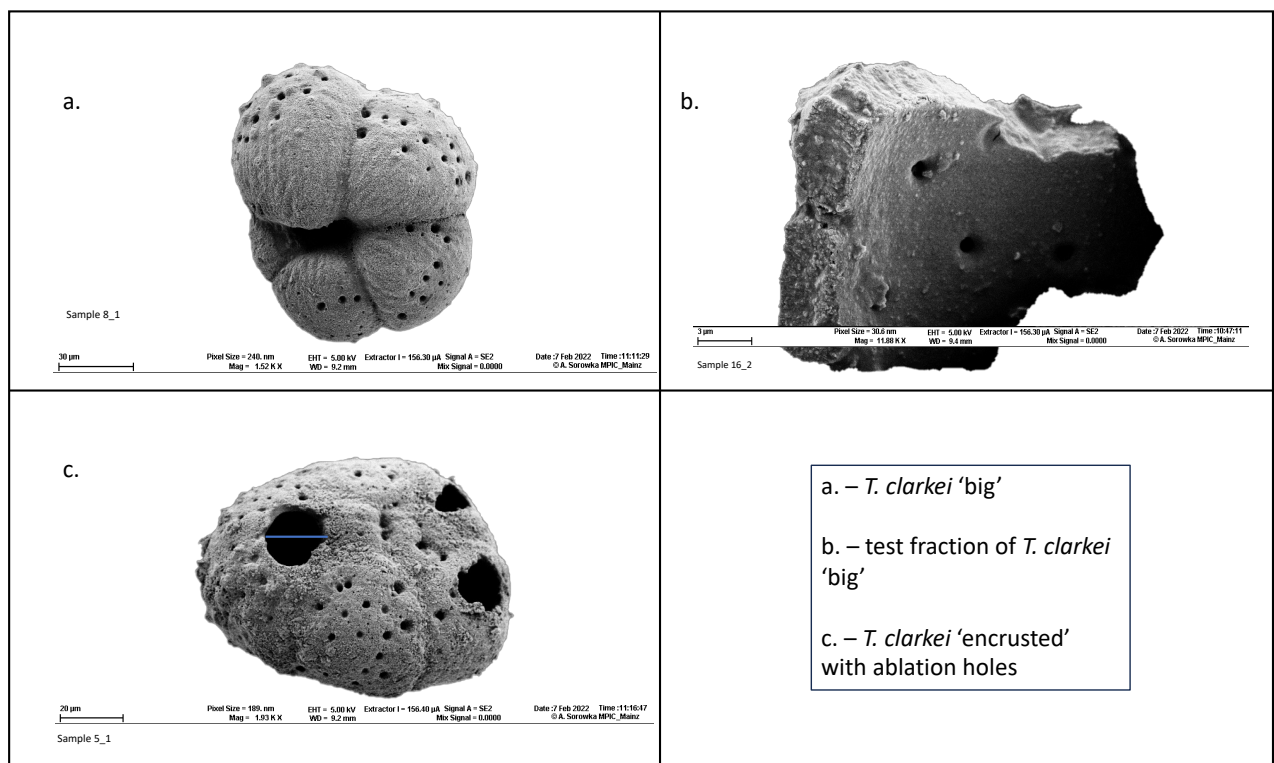 a.
Sample 8_1
30 µm
Pixel Size = 240. nm EHT = 5.00 kV Extractor I = 156.30 µA Signal A = SE2 Date :7 Feb 2022 Time :11:11:29
Mag = 1.52 K X WD = 9.2 mm Mix Signal = 0.0000 © A. Sorowka MPIC_Mainz
b.
3 µm
Pixel Size = 30.6 nm EHT = 5.00 kV Extractor I = 156.30 µA Signal A = SE2 Date :7 Feb 2022 Time :10:47:11
Mag = 11.88 K X WD = 9.4 mm Mix Signal = 0.0000 © A. Sorowka MPIC_Mainz
Sample 16_2
c.
20 µm
Pixel Size = 189. nm EHT = 5.00 kV Extractor I = 156.40 µA Signal A = SE2 Date :7 Feb 2022 Time :11:16:47
Mag = 1.93 K X WD = 9.2 mm Mix Signal = 0.0000 © A. Sorowka MPIC_Mainz
Sample 5_1
a. – T. clarkei ‘big’
b. – test fraction of T. clarkei
‘big’
c. – T. clarkei ‘encrusted’
with ablation holes